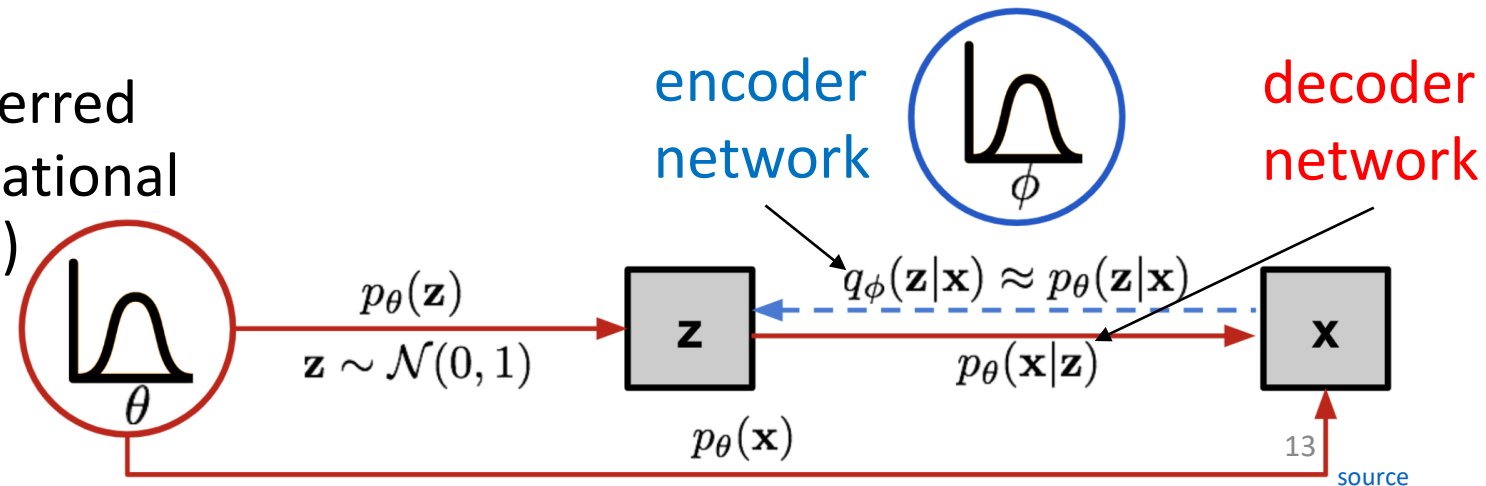 erred
ational
)
encoder
network
decoder
network
ϕ
q_ϕ(z|x) ≈ p_θ(z|x)
p_θ(z)
z ∼ 𝒩(0, 1)
θ
z
x
p_θ(x|z)
p_θ(x)
13
source